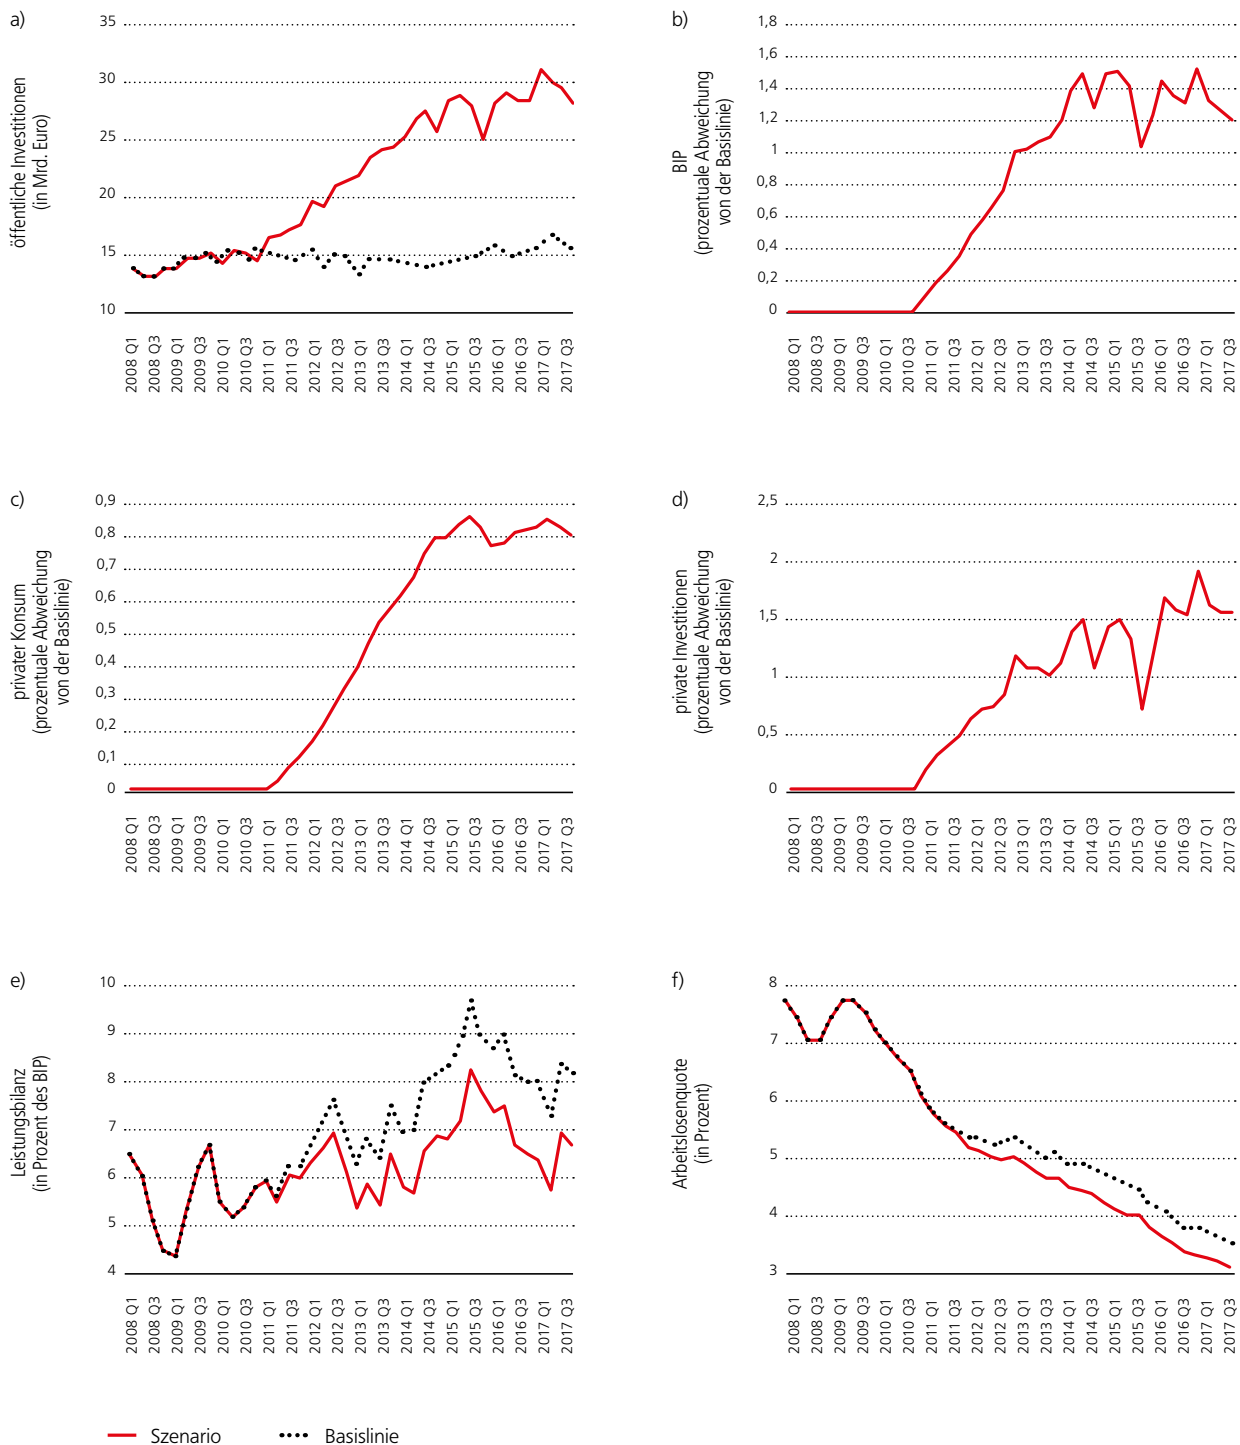 a)
öffentliche Investitionen
(in Mrd. Euro)
35
30
25
20
15
10
2008 Q1
2008 Q3
2009 Q1
2009 Q3
2010 Q1
2010 Q3
2011 Q1
2011 Q3
2012 Q1
2012 Q3
2013 Q1
2013 Q3
2014 Q1
2014 Q3
2015 Q1
2015 Q3
2016 Q1
2016 Q3
2017 Q1
2017 Q3
b)
BIP
(prozentuale Abweichung
von der Basislinie)
1,8
1,6
1,4
1,2
1
0,8
0,6
0,4
0,2
0
2008 Q1
2008 Q3
2009 Q1
2009 Q3
2010 Q1
2010 Q3
2011 Q1
2011 Q3
2012 Q1
2012 Q3
2013 Q1
2013 Q3
2014 Q1
2014 Q3
2015 Q1
2015 Q3
2016 Q1
2016 Q3
2017 Q1
2017 Q3
c)
privater Konsum
(prozentuale Abweichung
von der Basislinie)
0,9
0,8
0,7
0,6
0,5
0,4
0,3
0,2
0,1
0
2008 Q1
2008 Q3
2009 Q1
2009 Q3
2010 Q1
2010 Q3
2011 Q1
2011 Q3
2012 Q1
2012 Q3
2013 Q1
2013 Q3
2014 Q1
2014 Q3
2015 Q1
2015 Q3
2016 Q1
2016 Q3
2017 Q1
2017 Q3
d)
private Investitionen
(prozentuale Abweichung
von der Basislinie)
2,5
2
1,5
1
0,5
0
2008 Q1
2008 Q3
2009 Q1
2009 Q3
2010 Q1
2010 Q3
2011 Q1
2011 Q3
2012 Q1
2012 Q3
2013 Q1
2013 Q3
2014 Q1
2014 Q3
2015 Q1
2015 Q3
2016 Q1
2016 Q3
2017 Q1
2017 Q3
e)
Leistungsbilanz
(in Prozent des BIP)
10
9
8
7
6
5
4
2008 Q1
2008 Q3
2009 Q1
2009 Q3
2010 Q1
2010 Q3
2011 Q1
2011 Q3
2012 Q1
2012 Q3
2013 Q1
2013 Q3
2014 Q1
2014 Q3
2015 Q1
2015 Q3
2016 Q1
2016 Q3
2017 Q1
2017 Q3
f)
Arbeitslosenquote
(in Prozent)
8
7
6
5
4
3
2008 Q1
2008 Q3
2009 Q1
2009 Q3
2010 Q1
2010 Q3
2011 Q1
2011 Q3
2012 Q1
2012 Q3
2013 Q1
2013 Q3
2014 Q1
2014 Q3
2015 Q1
2015 Q3
2016 Q1
2016 Q3
2017 Q1
2017 Q3
Szenario
Basislinie